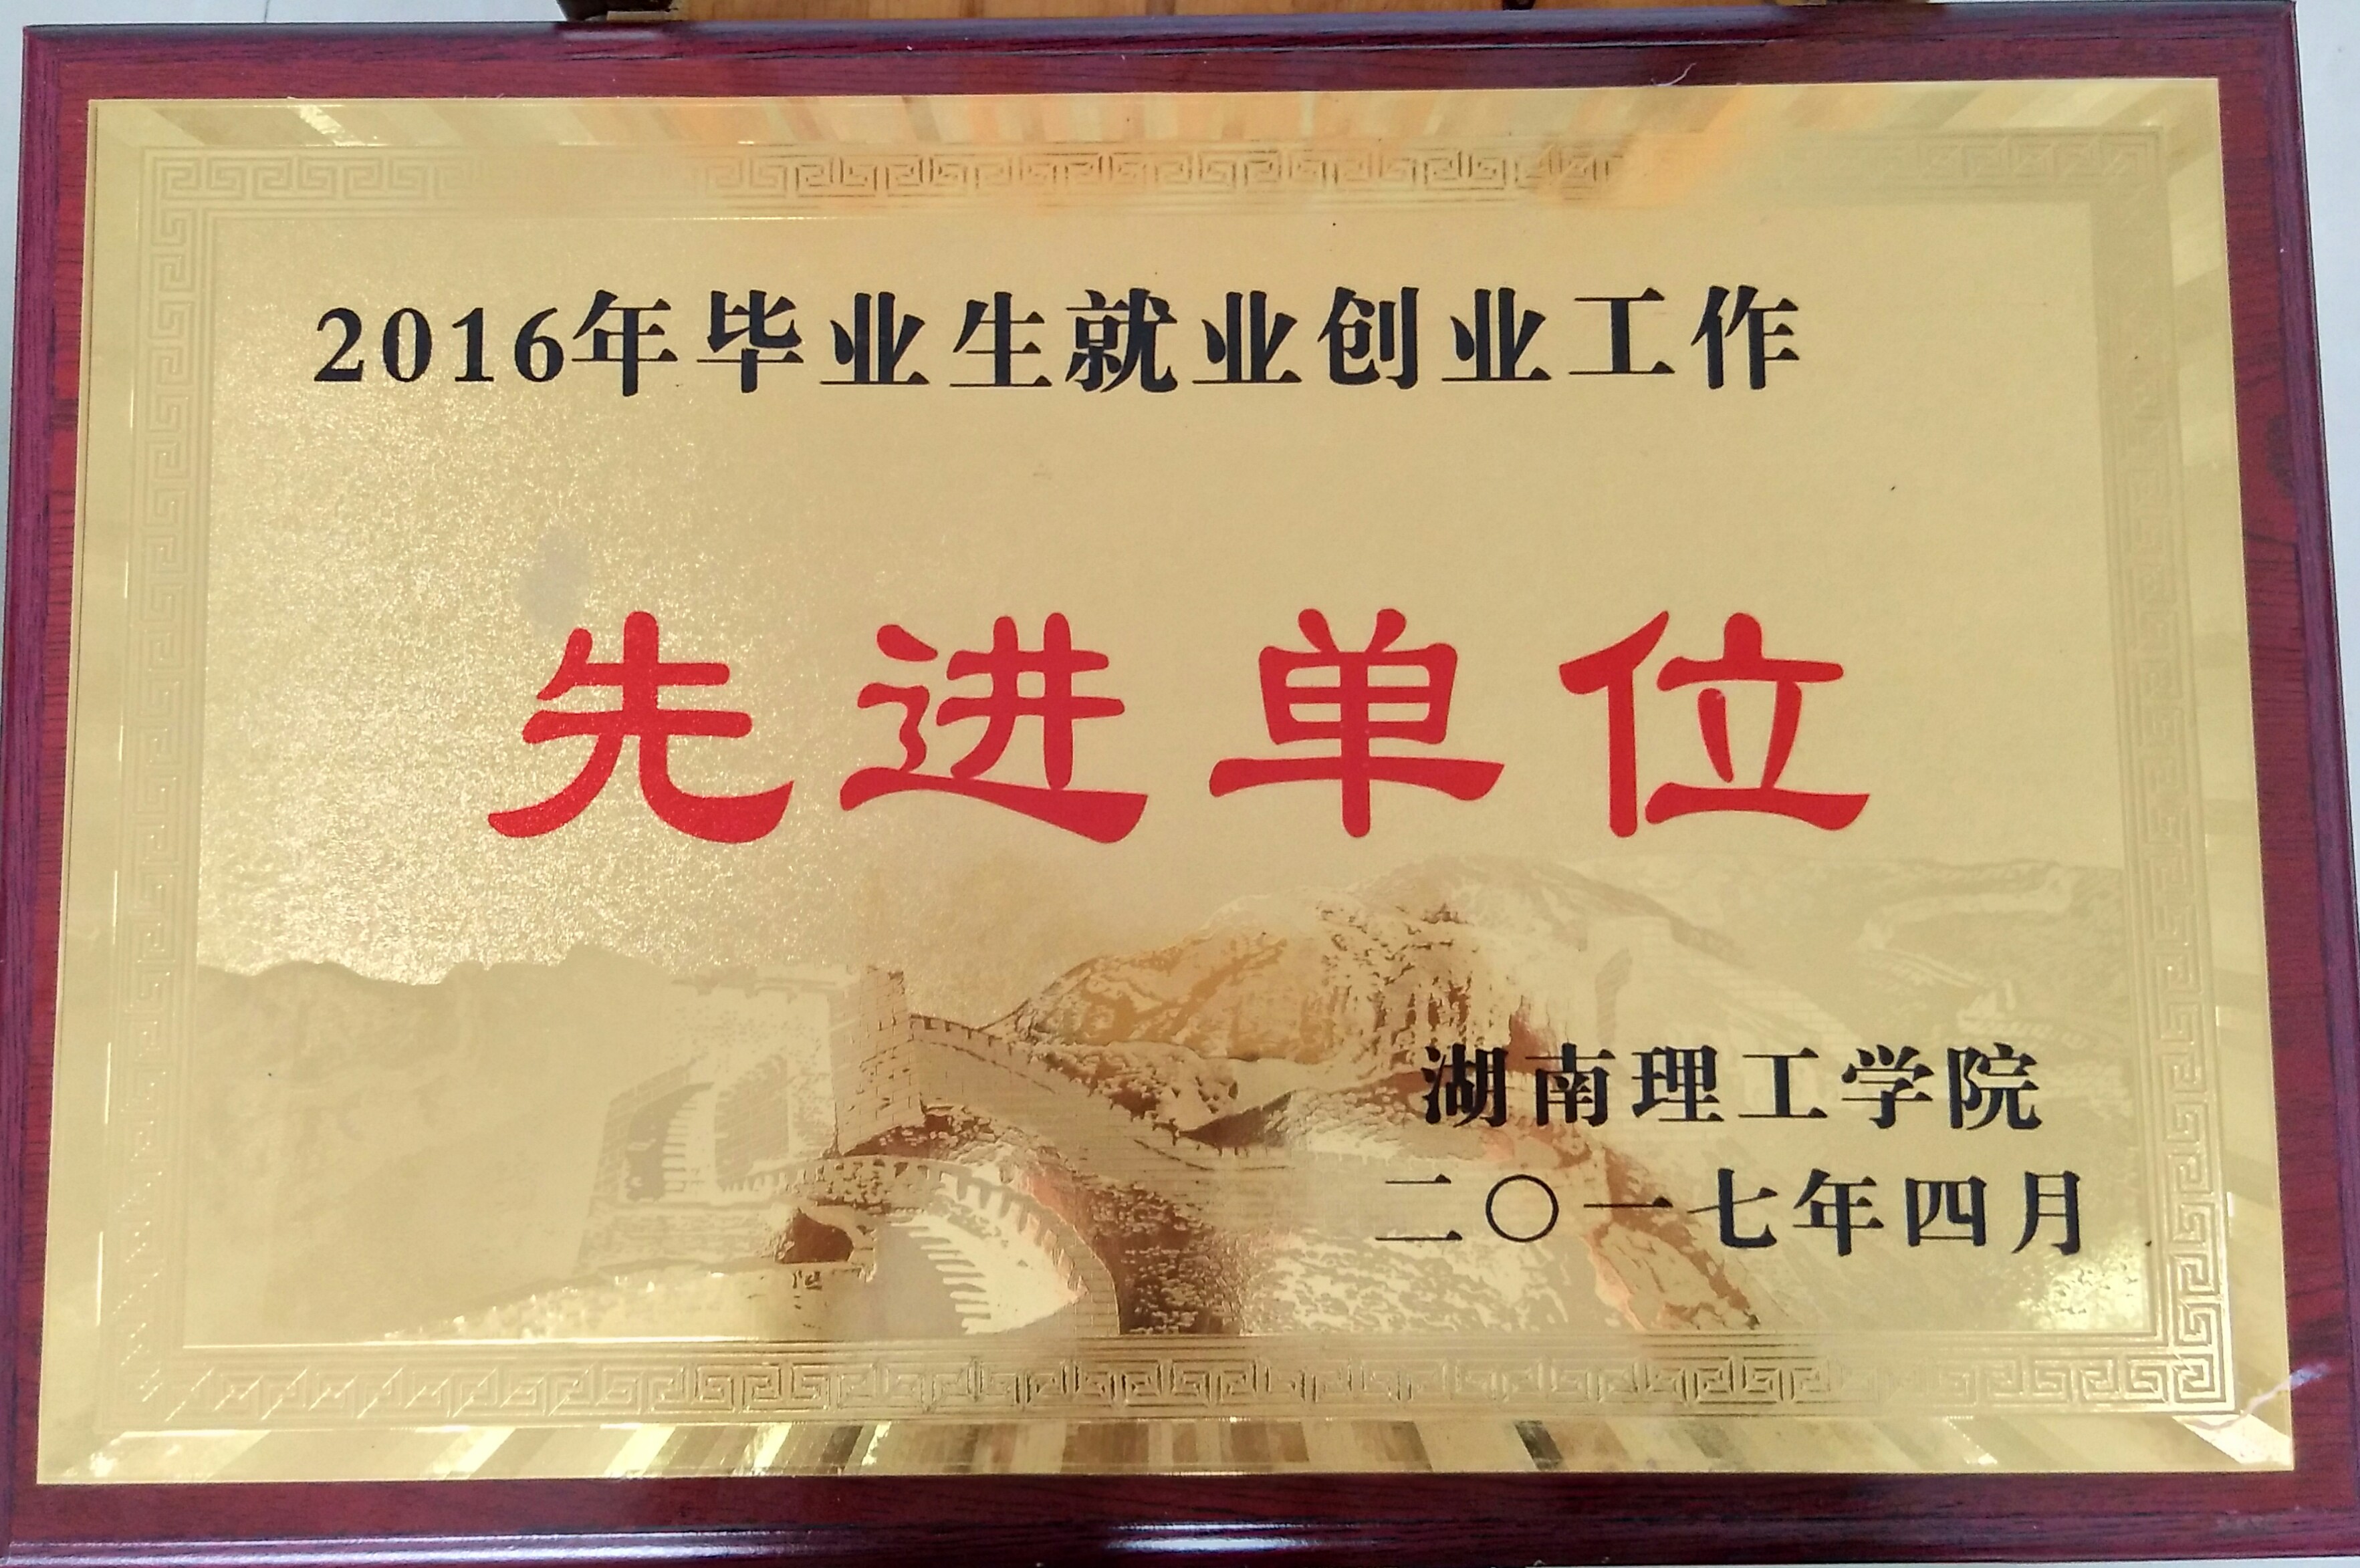 2016年毕业生就业创业工作
先进单位
湖南理工学院
二〇一七年四月